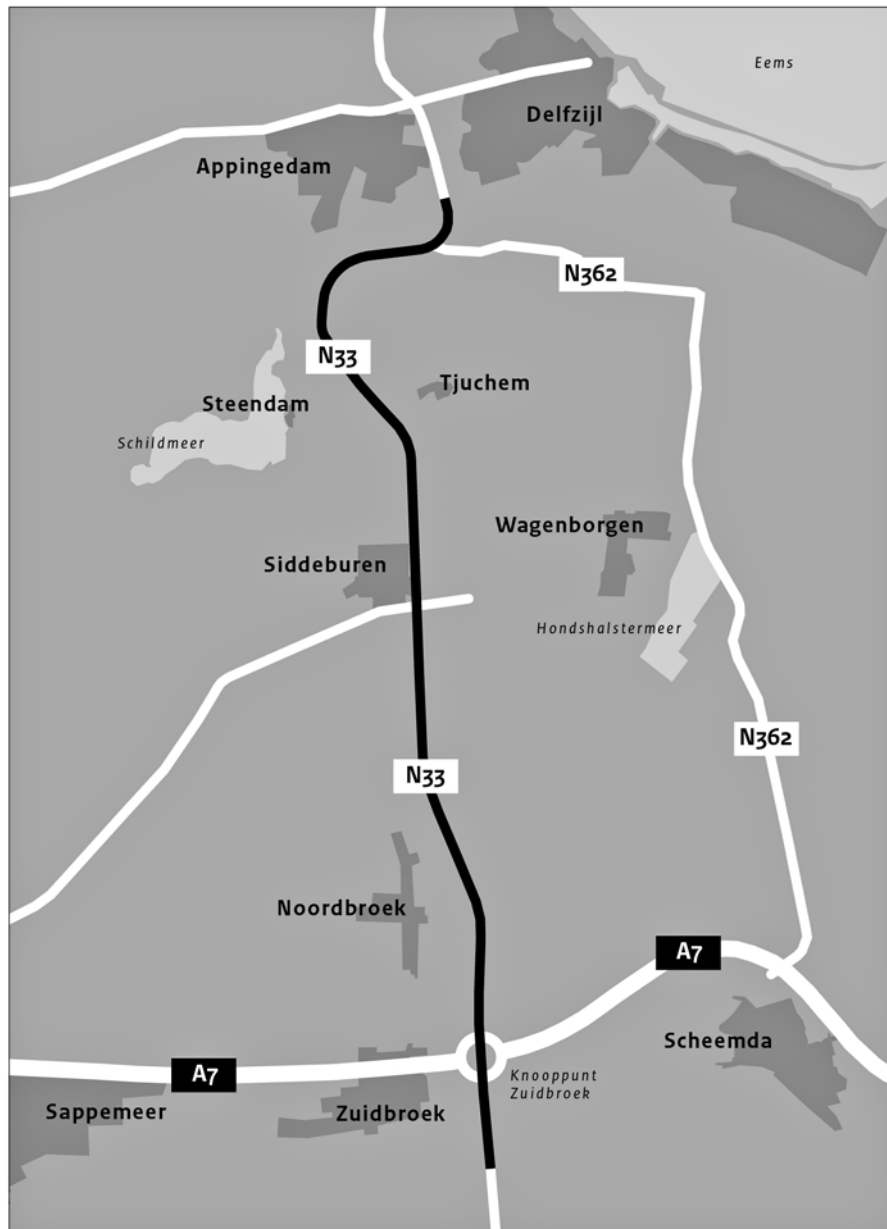 Eems
Delfzijl
Appingedam
N362
N33
Tjuchem
Steendam
Schildmeer
Wagenborgen
Siddeburen
Hondshalstermeer
N362
N33
Noordbroek
A7
Scheemda
A7
Knooppunt
Zuidbroek
Sappemeer
Zuidbroek